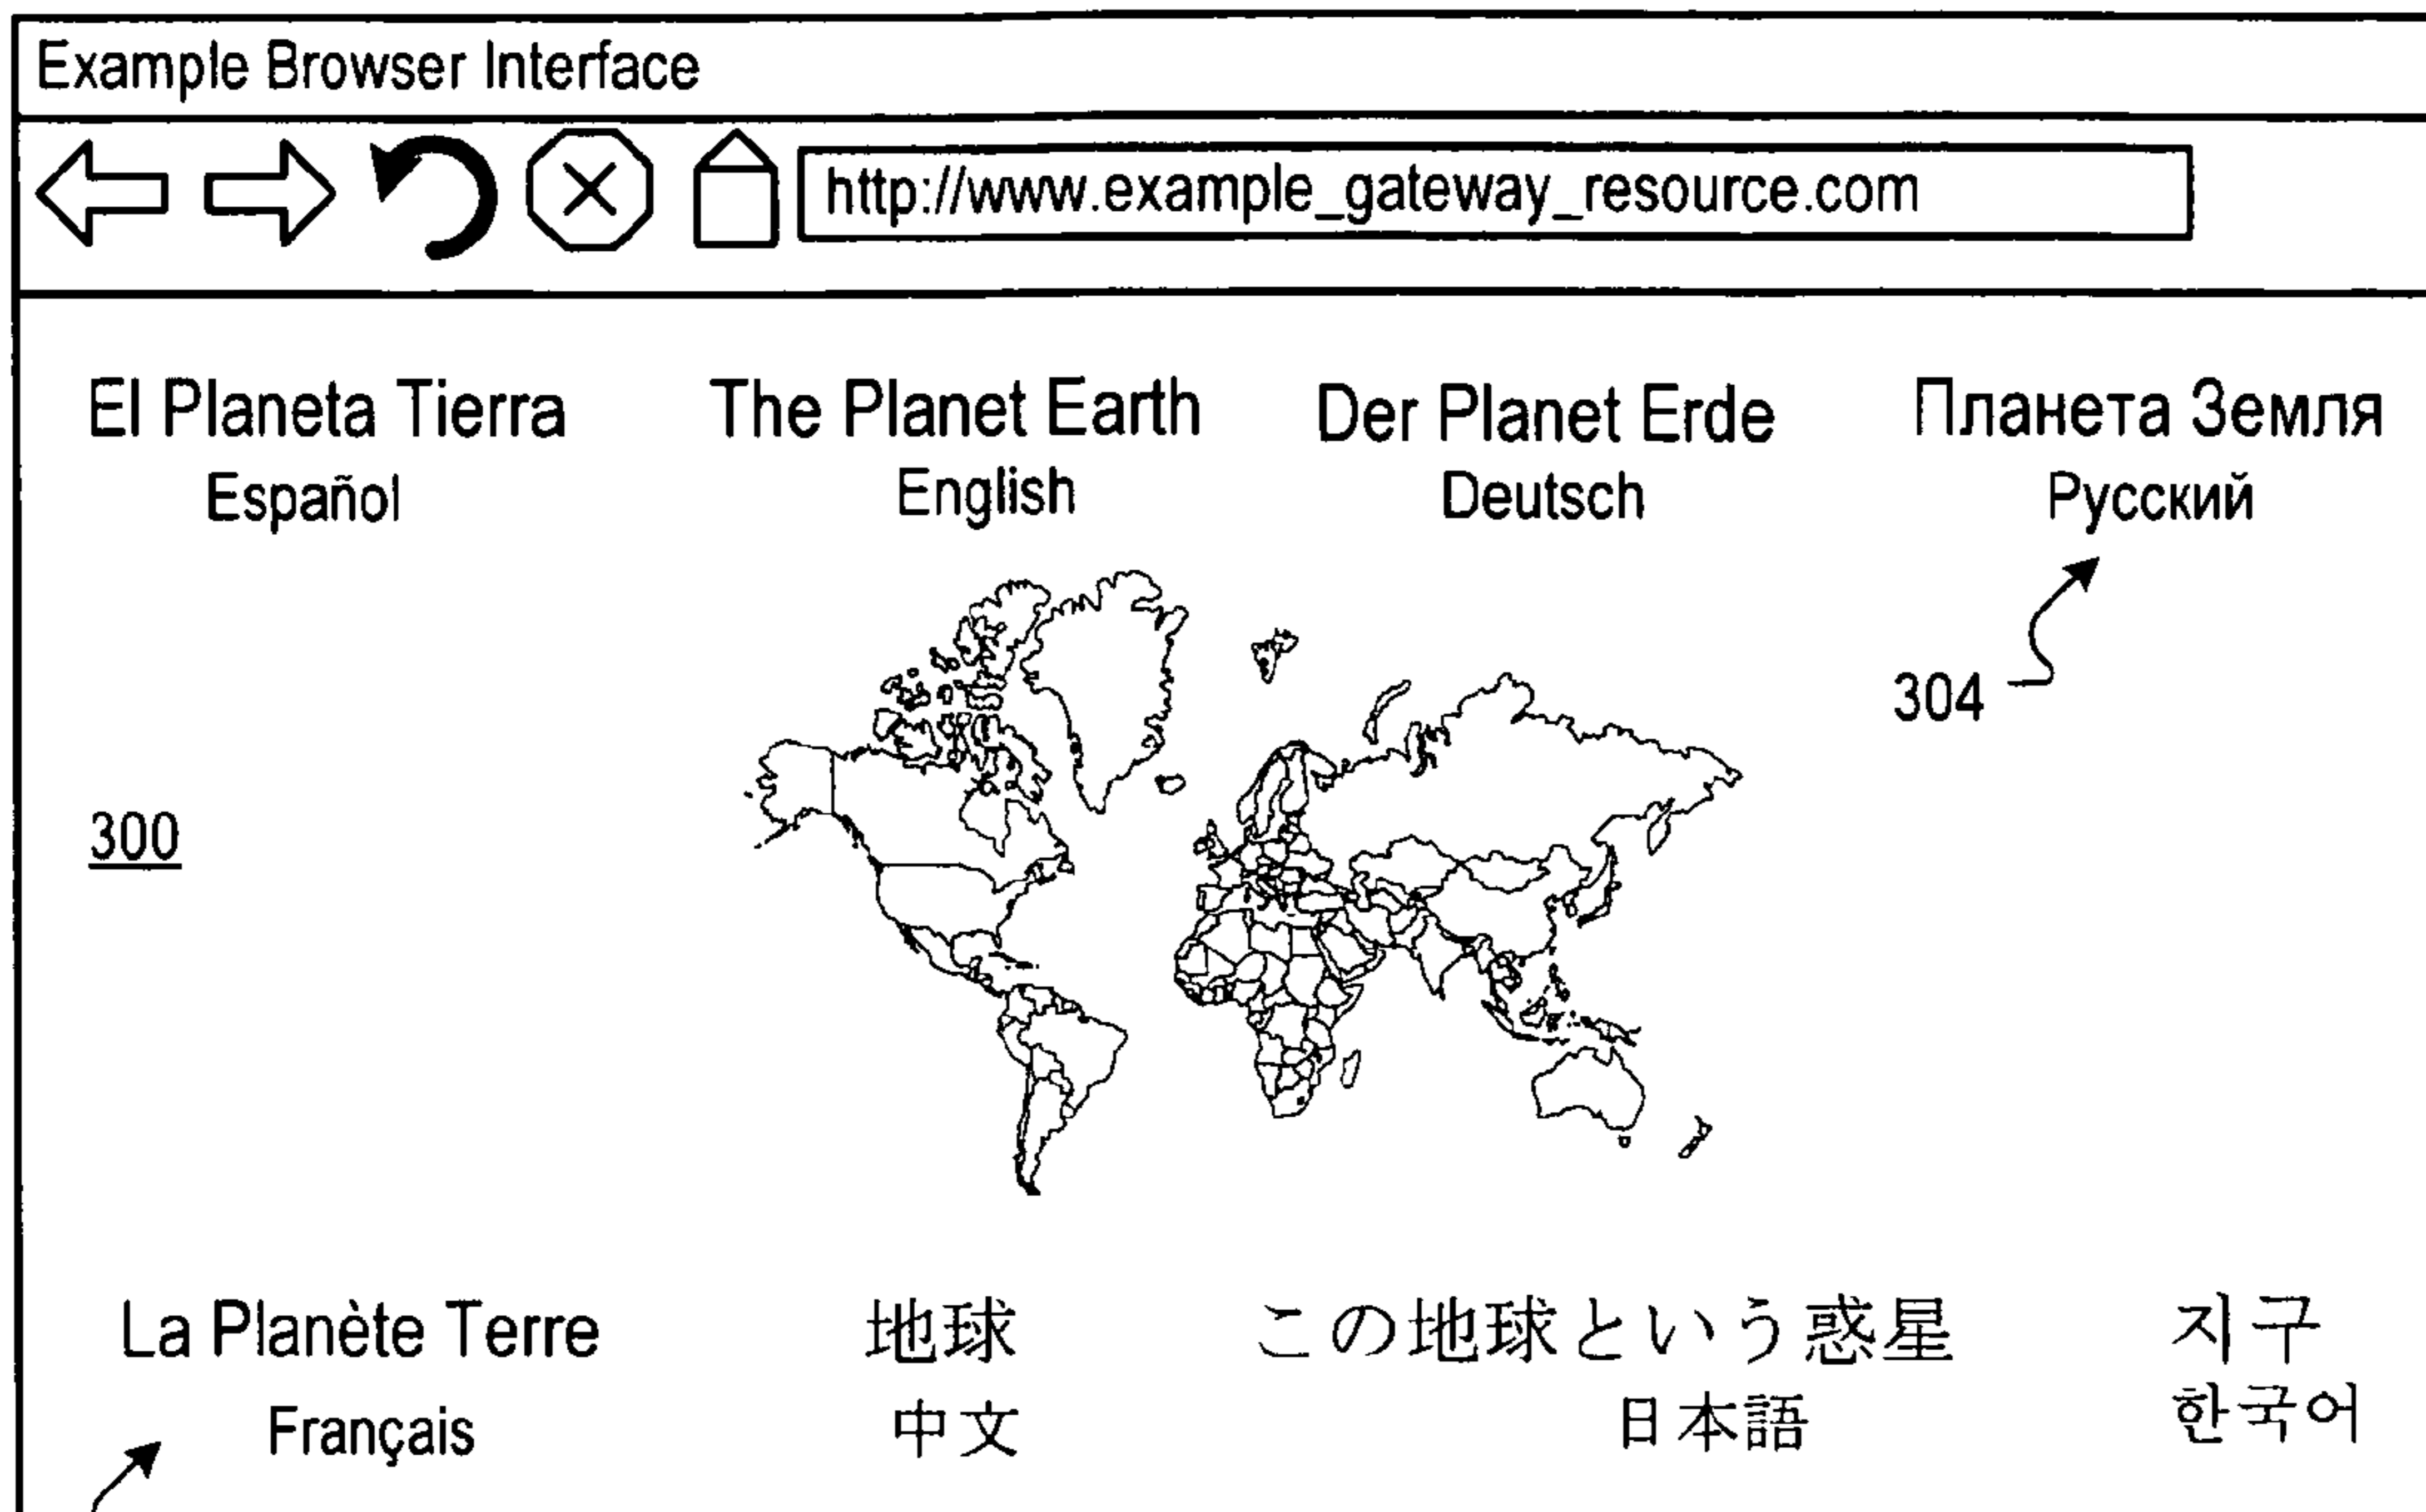 Example Browser Interface
http://www.example_gateway_resource.com
El Planeta Tierra
Español
The Planet Earth
English
Der Planet Erde
Deutsch
Планета Земля
Русский
304
300
La Planète Terre
Français
地球
中文
この地球という惑星
日本語
지구
한국어